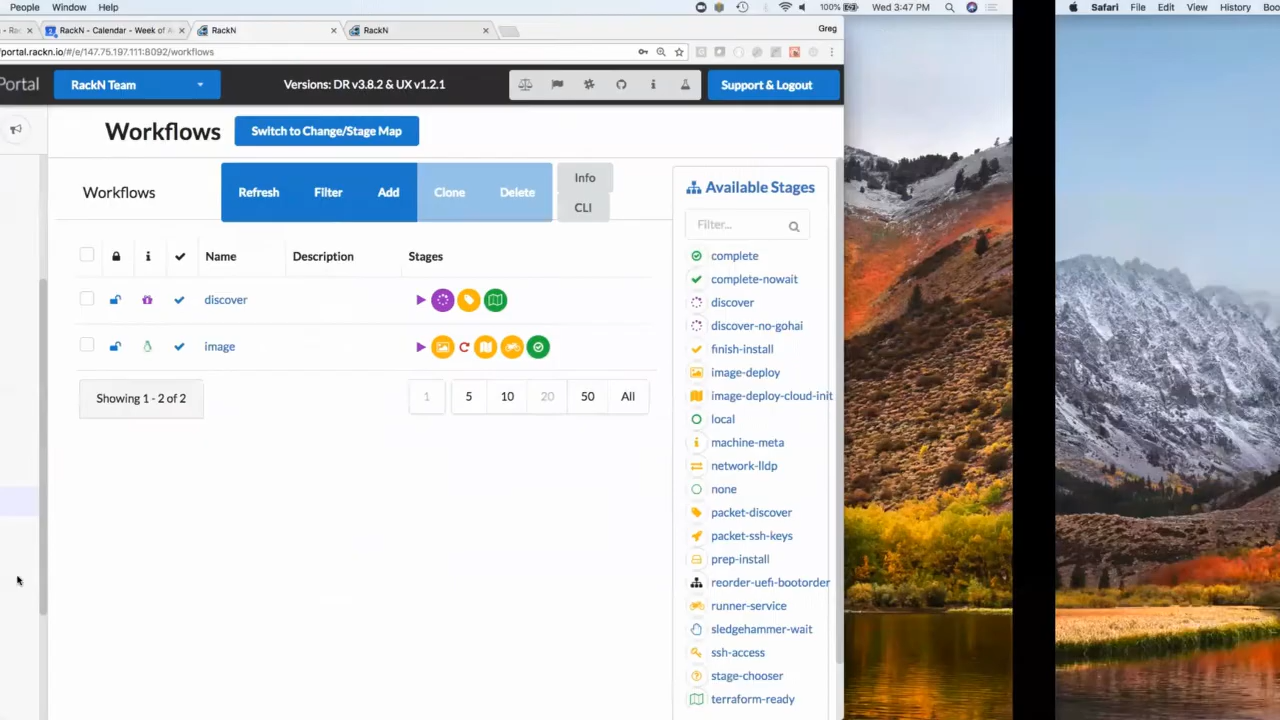 People Window Help
100%
Wed 3:47 PM
Greg
Safari File Edit View History Boo
RackN - Calendar - Week of A
RackN
RackN
Greg
portal.rackn.io/#/e/147.75.197.111:8092/workflows
Portal
RackN Team
Versions: DR v3.8.2 & UX v1.2.1
Support & Logout
Workflows
Switch to Change/Stage Map
Workflows
Refresh
Filter
Add
Clone
Delete
Info
CLI
Name
Description
Stages
discover
image
Showing 1 - 2 of 2
1
5
10
20
50
All
Available Stages
Filter...
complete
complete-nowait
discover
discover-no-gohai
finish-install
image-deploy
image-deploy-cloud-init
local
machine-meta
network-lldp
none
packet-discover
packet-ssh-keys
prep-install
reorder-uefi-bootorder
runner-service
sledgehammer-wait
ssh-access
stage-chooser
terraform-ready